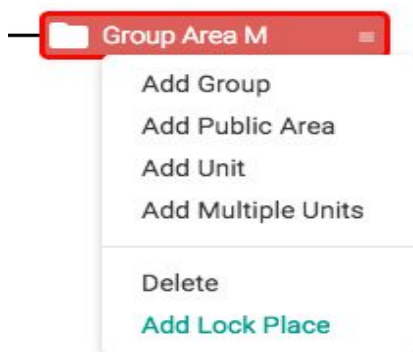 Group Area M
Add Group
Add Public Area
Add Unit
Add Multiple Units
Delete
Add Lock Place